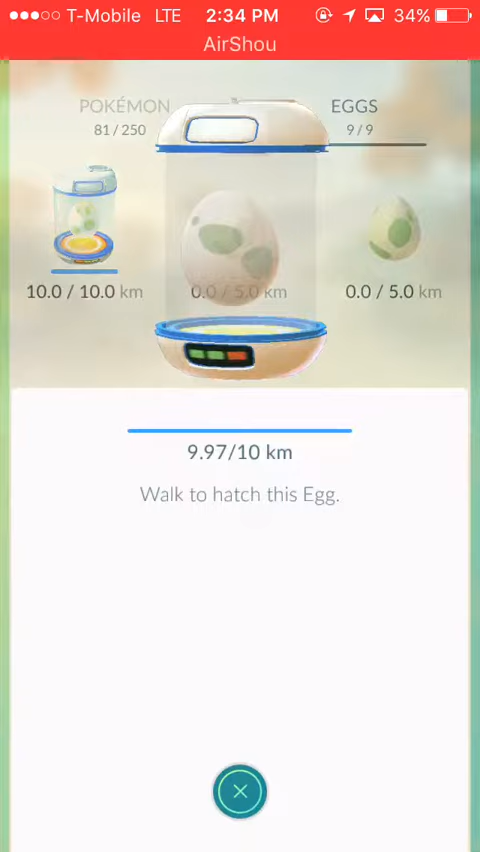 T-Mobile LTE 2:34 PM 34%
AirShou
POKÉMON EGGS
81 / 250 9 / 9
10.0 / 10.0 km 0.0 / 5.0 km 0.0 / 5.0 km
9.97/10 km
Walk to hatch this Egg.